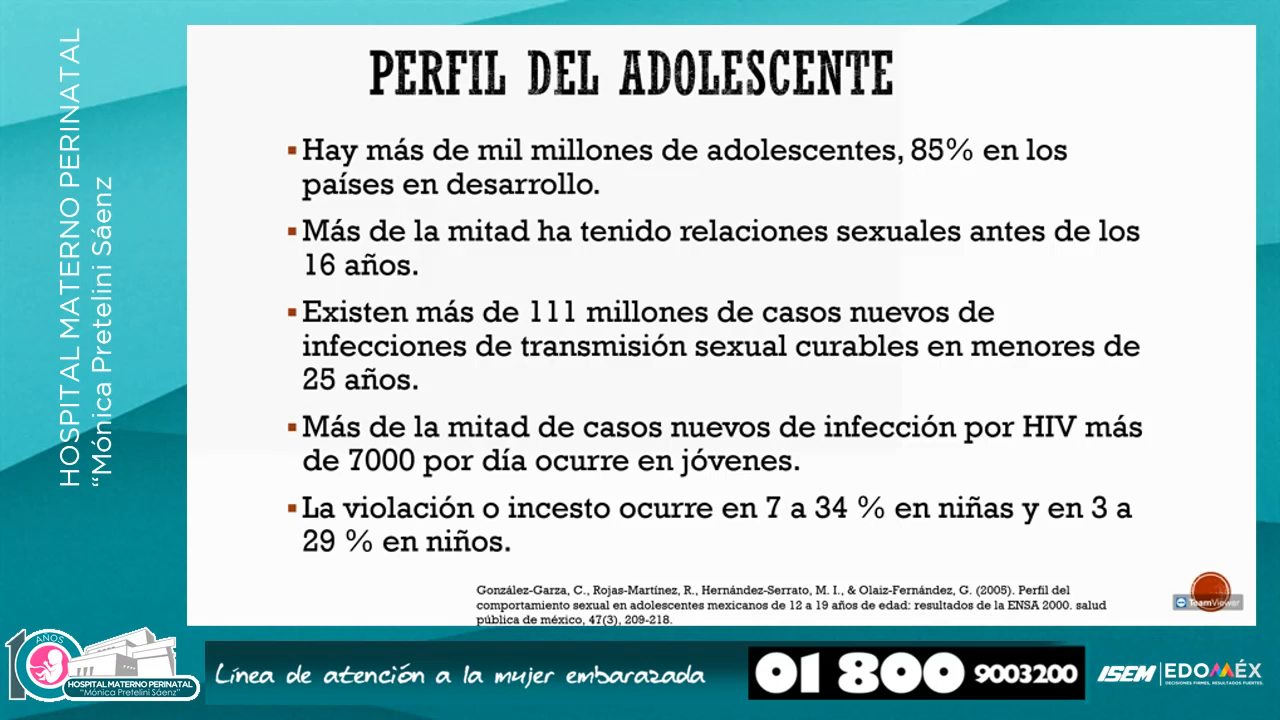 HOSPITAL MATERNO PERINATAL
“Mónica Pretelini Sáenz
PERFIL DEL ADOLESCENTE
▪Hay más de mil millones de adolescentes, 85% en los
países en desarrollo.
▪Más de la mitad ha tenido relaciones sexuales antes de los
16 años.
▪Existen más de 111 millones de casos nuevos de
infecciones de transmisión sexual curables en menores de
25 años.
▪Más de la mitad de casos nuevos de infección por HIV más
de 7000 por día ocurre en jóvenes.
▪La violación o incesto ocurre en 7 a 34 % en niñas y en 3 a
29 % en niños.
González-Garza, C., Rojas-Martínez, R., Hernández-Serrato, M. I., & Olaiz-Fernández, G. (2005). Perfil del
comportamiento sexual en adolescentes mexicanos de 12 a 19 años de edad: resultados de la ENSA 2000. salud
pública de méxico, 47(3), 209-218.
TeamViewer
10 AÑOS
HOSPITAL MATERNO PERINATAL
“Mónica Pretelini Sáenz”
Línea de atención a la mujer embarazada
01 800 9003200
ISEM
EDOMÉX
DECISIONES FIRMES, RESULTADOS FUERTES.